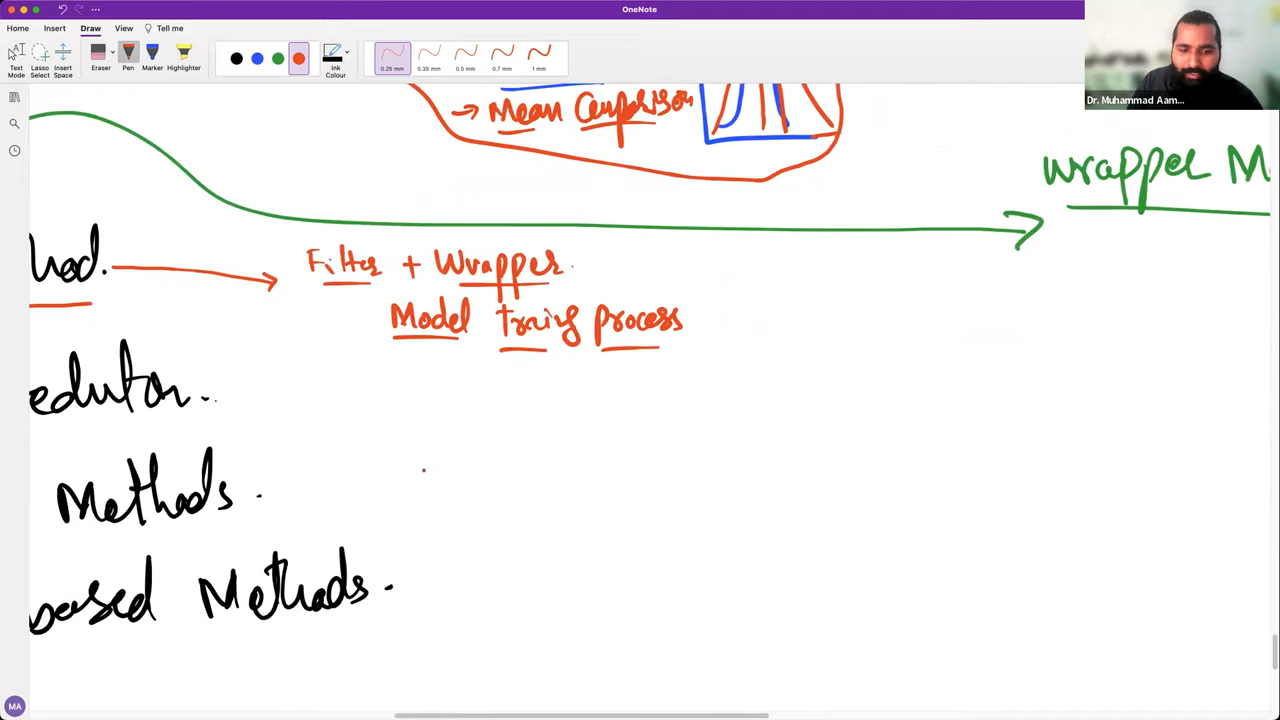 OneNote
Home Insert Draw View Tell me
Text Mode Lasso Select Insert Space Eraser Pen Marker Highlighter Ink Colour 0.25 mm 0.35 mm 0.5 mm 0.7 mm 1 mm
Dr. Muhammad Aam...
→ Mean Comparison
wrapper M
hod.
Filter + Wrapper
Model traing process
Methods.
based Methods.
MA